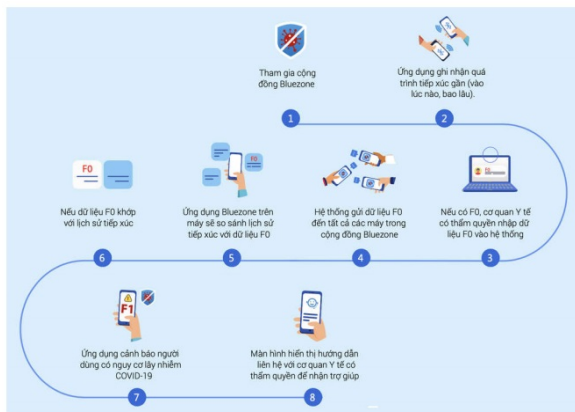 Tham gia cộng
đồng Bluezone
1
Ứng dụng ghi nhận quá
trình tiếp xúc gần (vào
lúc nào, bao lâu).
2
Nếu có F0, cơ quan Y tế
có thẩm quyền nhập dữ
liệu F0 vào hệ thống
3
Hệ thống gửi dữ liệu F0
đến tất cả các máy trong
cộng đồng Bluezone
4
F0
Ứng dụng Bluezone trên
máy sẽ so sánh lịch sử
tiếp xúc với dữ liệu F0
5
F0
Nếu dữ liệu F0 khớp
với lịch sử tiếp xúc
6
F1
Ứng dụng cảnh báo người
dùng có nguy cơ lây nhiễm
COVID-19
7
Màn hình hiển thị hướng dẫn
liên hệ với cơ quan Y tế có
thẩm quyền để nhận trợ giúp
8